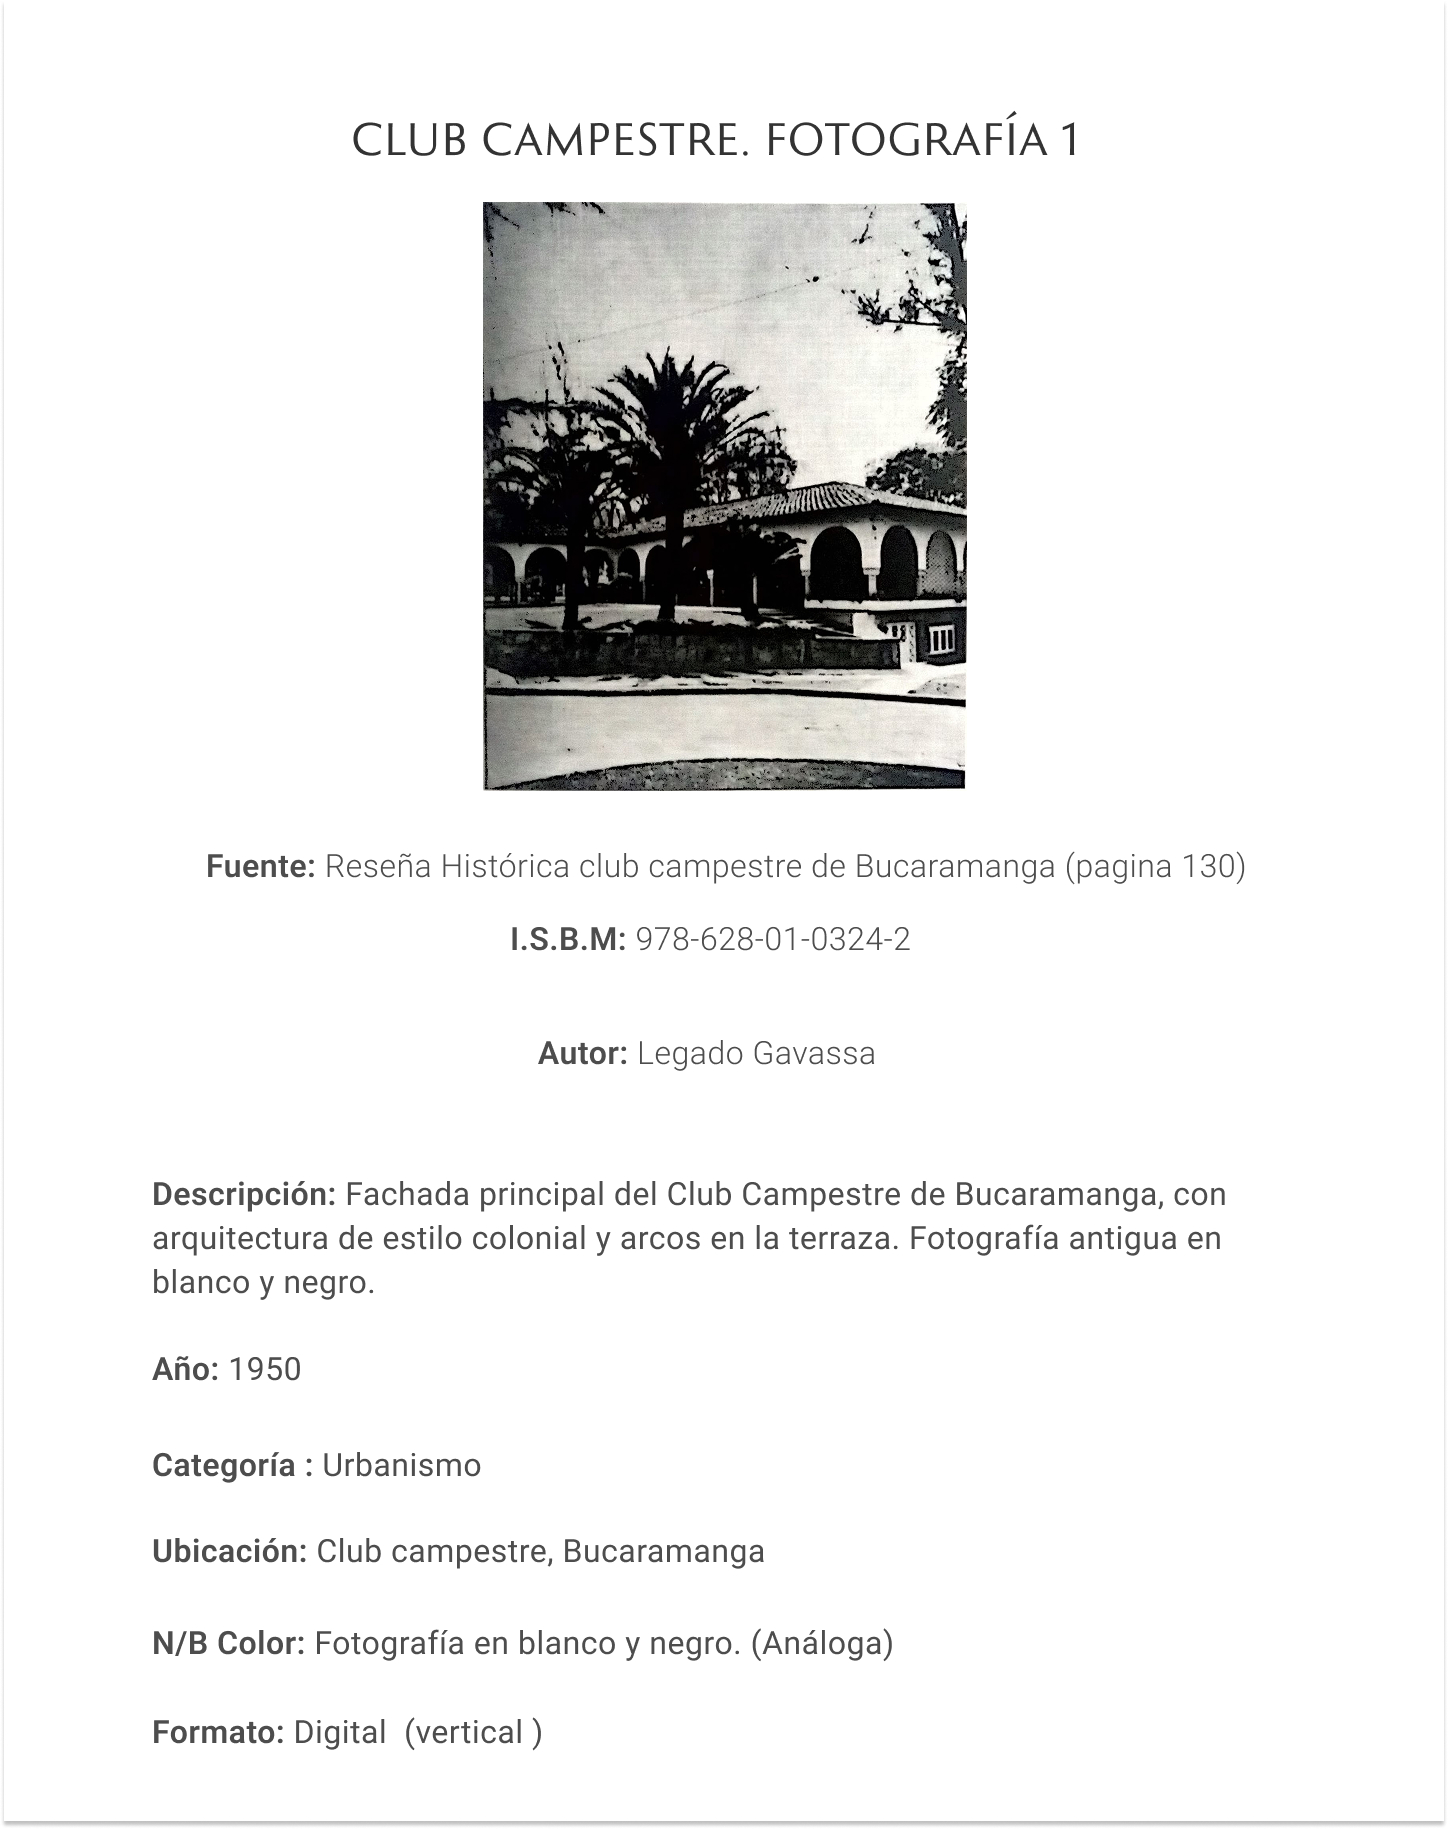 CLUB CAMPESTRE. FOTOGRAFÍA 1
Fuente: Reseña Histórica club campestre de Bucaramanga (pagina 130)
I.S.B.M: 978-628-01-0324-2
Autor: Legado Gavassa
Descripción: Fachada principal del Club Campestre de Bucaramanga, con
arquitectura de estilo colonial y arcos en la terraza. Fotografía antigua en
blanco y negro.
Año: 1950
Categoría : Urbanismo
Ubicación: Club campestre, Bucaramanga
N/B Color: Fotografía en blanco y negro. (Análoga)
Formato: Digital  (vertical )